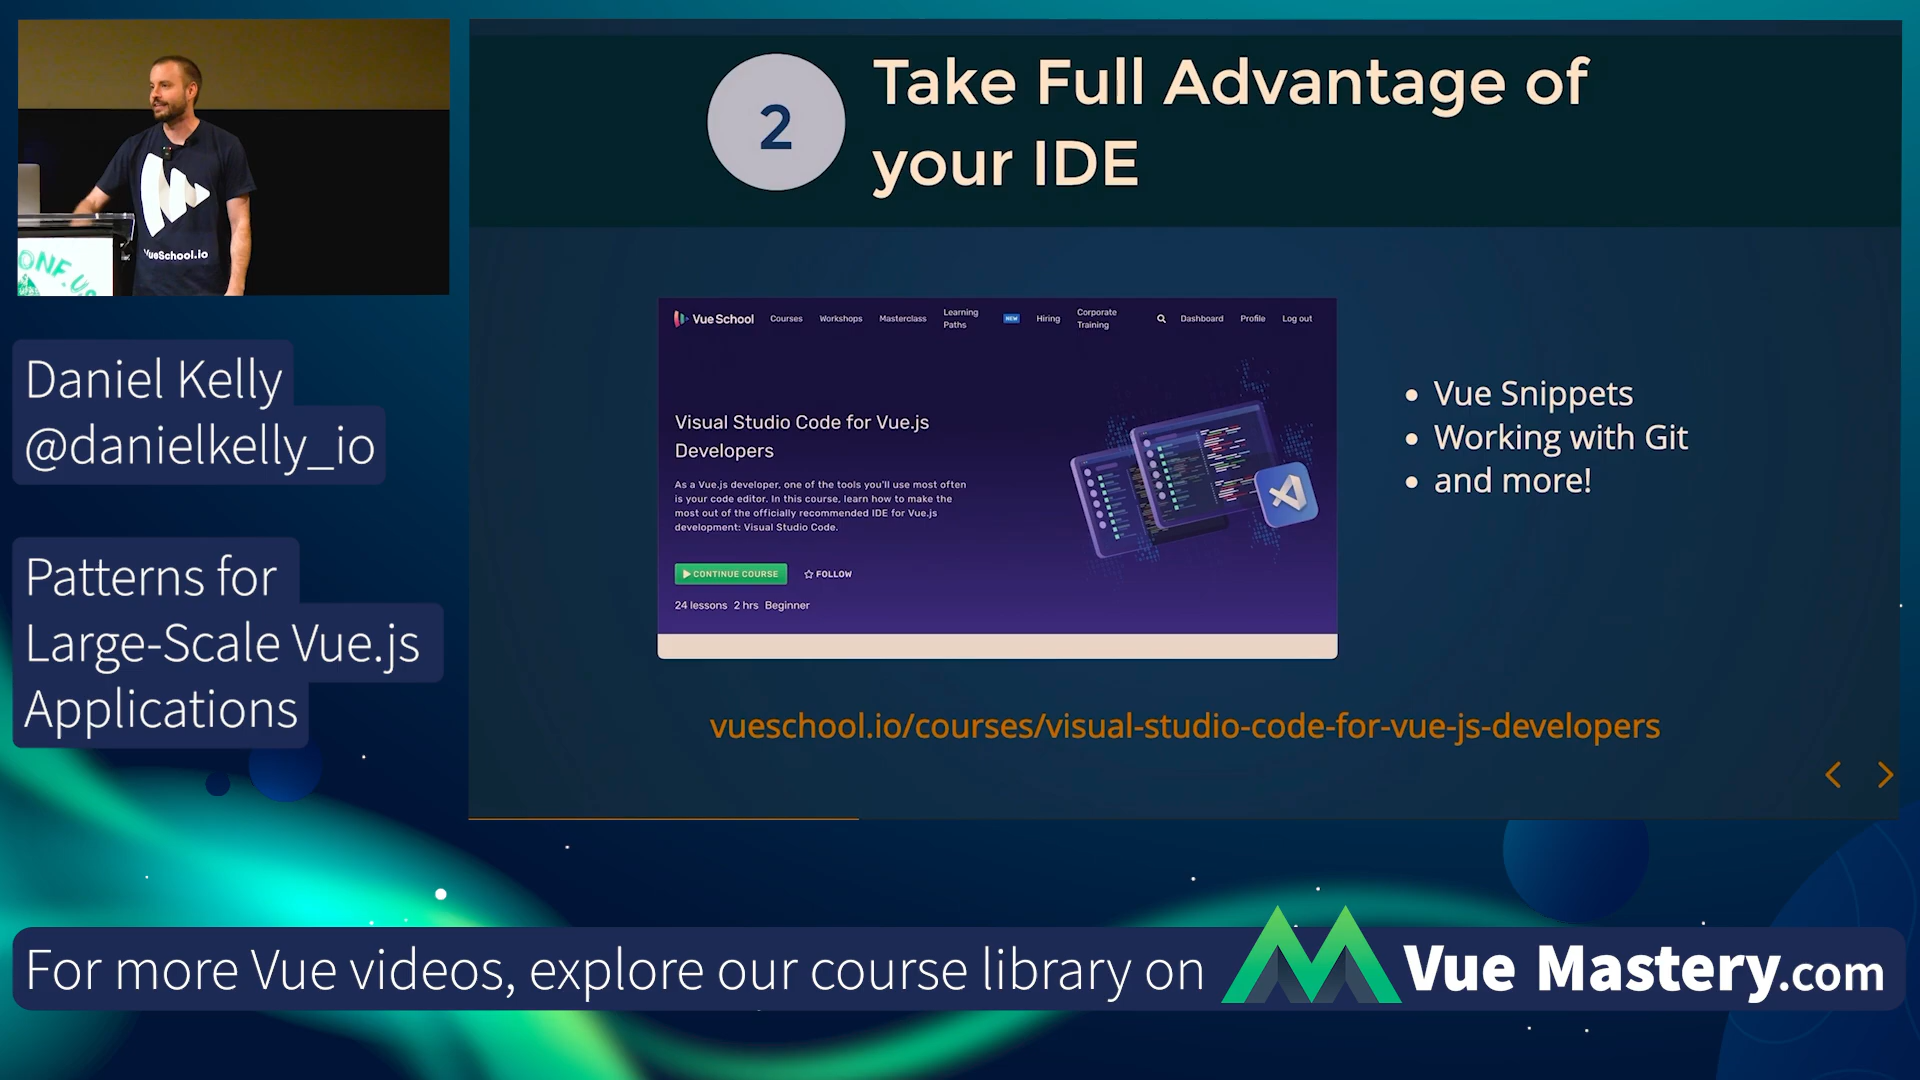 VueSchool.io
ONF.US
Daniel Kelly
@danielkelly_io
Patterns for
Large-Scale Vue.js
Applications
2
Take Full Advantage of
your IDE
Vue School Courses Workshops Masterclass Learning Paths NEW Hiring Corporate Training Dashboard Profile Log out
Visual Studio Code for Vue.js
Developers
As a Vue.js developer, one of the tools you'll use most often
is your code editor. In this course, learn how to make the
most out of the officially recommended IDE for Vue.js
development: Visual Studio Code.
CONTINUE COURSE FOLLOW
24 lessons 2 hrs Beginner
• Vue Snippets
• Working with Git
• and more!
vueschool.io/courses/visual-studio-code-for-vue-js-developers
For more Vue videos, explore our course library on Vue Mastery.com